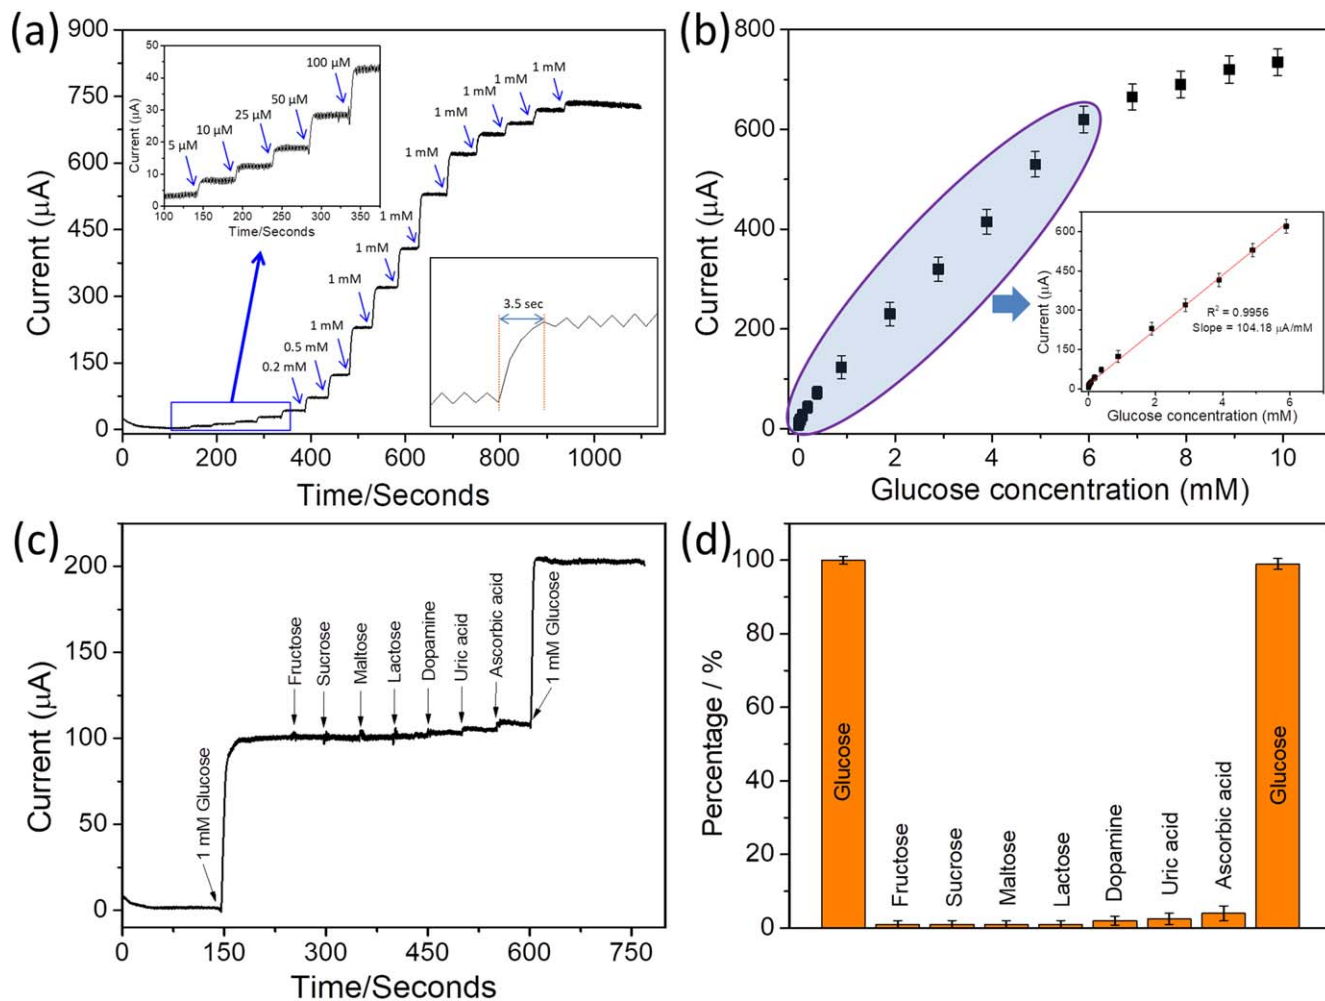 (a)
900
750
600
450
300
150
0
Current (μA)
0
200
400
600
800
1000
Time/Seconds
50
40
30
20
10
0
Current (μA)
100
150
200
250
300
350
Time/Seconds
5 μM
10 μM
25 μM
50 μM
100 μM
0.2 mM
0.5 mM
1 mM
1 mM
1 mM
1 mM
1 mM
1 mM
1 mM
1 mM
1 mM
3.5 sec
(b)
800
600
400
200
0
Current (μA)
0
2
4
6
8
10
Glucose concentration (mM)
600
450
300
150
0
Current (μA)
R² = 0.9956
Slope = 104.18 μA/mM
0
1
2
3
4
5
6
Glucose concentration (mM)
(c)
200
150
100
50
0
Current (μA)
0
150
300
450
600
750
Time/Seconds
1 mM Glucose
Fructose
Sucrose
Maltose
Lactose
Dopamine
Uric acid
Ascorbic acid
1 mM Glucose
(d)
100
80
60
40
20
0
Percentage / %
Glucose
Fructose
Sucrose
Maltose
Lactose
Dopamine
Uric acid
Ascorbic acid
Glucose